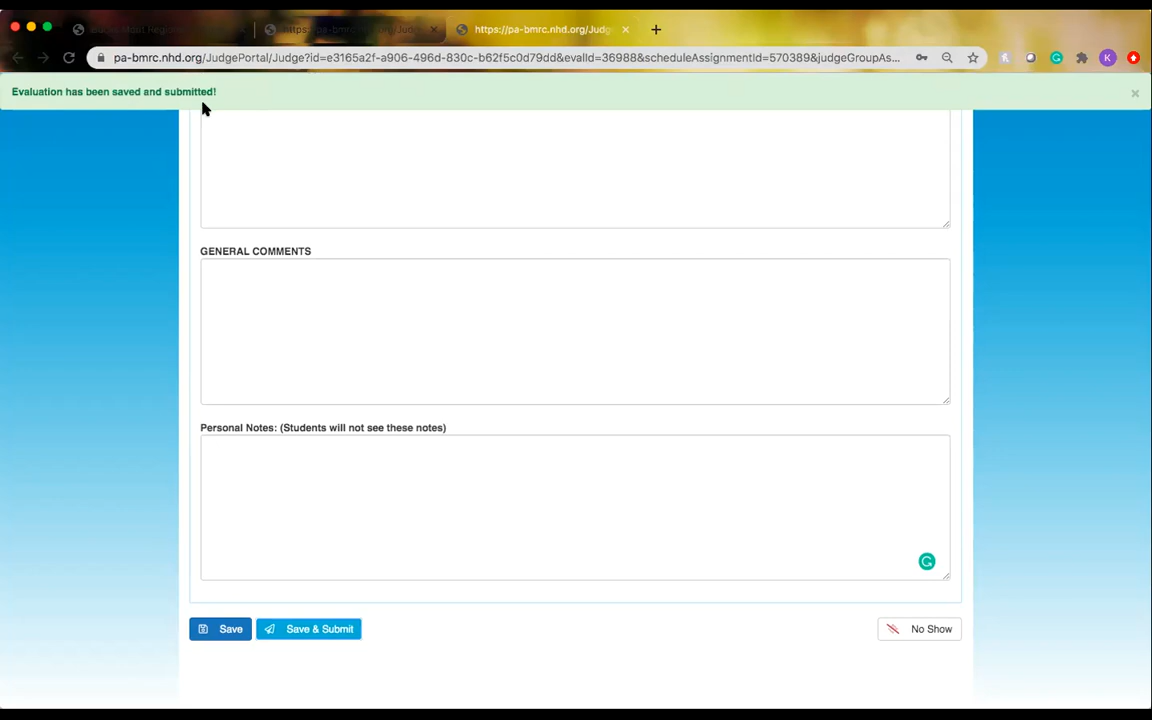 https://pa-bmrc.nhd.org/Judg
pa-bmrc.nhd.org/JudgePortal/Judge?id=e3165a2f-a906-496d-830c-b62f5c0d79dd&evalId=36988&scheduleAssignmentId=570389&judgeGroupAs...
K
Evaluation has been saved and submitted!
GENERAL COMMENTS
Personal Notes: (Students will not see these notes)
Save
Save & Submit
No Show